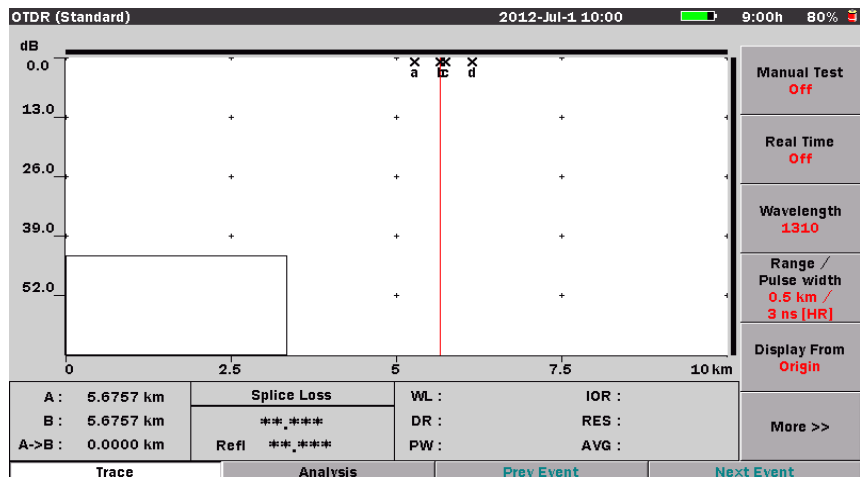 OTDR (Standard) 2012-Jul-1 10:00 9:00h 80%
dB
0.0
13.0
26.0
39.0
52.0
a b c d
0 2.5 5 7.5 10 km
A : 5.6757 km
B : 5.6757 km
A->B : 0.0000 km
Splice Loss
**.***
Refl **.***
WL : IOR :
DR : RES :
PW : AVG :
Trace Analysis Prev Event Next Event
Manual Test
Off
Real Time
Off
Wavelength
1310
Range /
Pulse width
0.5 km /
3 ns [HR]
Display From
Origin
More >>